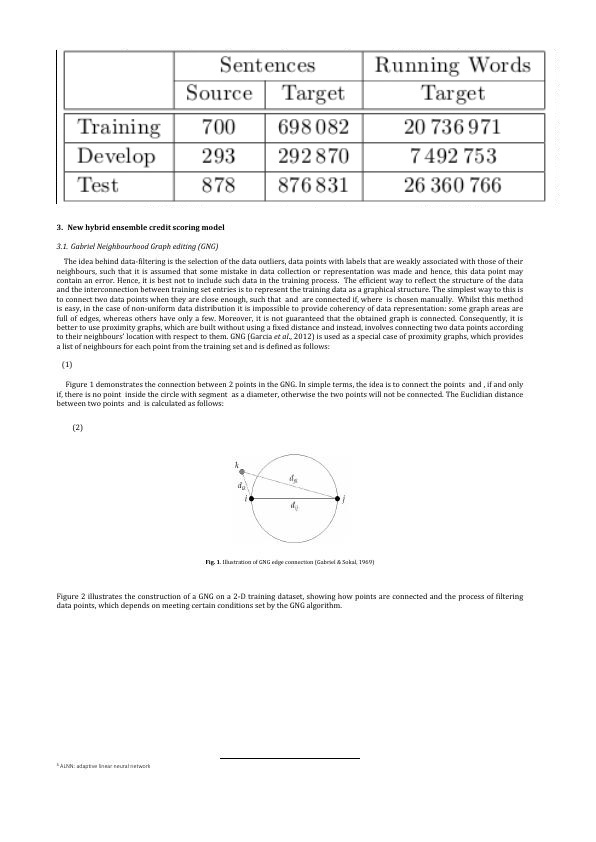 Sentences Running Words
Source Target Target
Training 700 698 082 20 736 971
Develop 293 292 870 7 492 753
Test 878 876 831 26 360 766
3. New hybrid ensemble credit scoring model
3.1. Gabriel Neighbourhood Graph editing (GNG)
The idea behind data-filtering is the selection of the data outliers, data points with labels that are weakly associated with those of their
neighbours, such that it is assumed that some mistake in data collection or representation was made and hence, this data point may
contain an error. Hence, it is best not to include such data in the training process. The efficient way to reflect the structure of the data
and the interconnection between training set entries is to represent the training data as a graphical structure. The simplest way to this is
to connect two data points when they are close enough, such that and are connected if, where is chosen manually. Whilst this method
is easy, in the case of non-uniform data distribution it is impossible to provide coherency of data representation: some graph areas are
full of edges, whereas others have only a few. Moreover, it is not guaranteed that the obtained graph is connected. Consequently, it is
better to use proximity graphs, which are built without using a fixed distance and instead, involves connecting two data points according
to their neighbours' location with respect to them. GNG (Garcia et al., 2012) is used as a special case of proximity graphs, which provides
a list of neighbours for each point from the training set and is defined as follows:
(1)
Figure 1 demonstrates the connection between 2 points in the GNG. In simple terms, the idea is to connect the points and , if and only
if, there is no point inside the circle with segment as a diameter, otherwise the two points will not be connected. The Euclidian distance
between two points and is calculated as follows:
(2)
k
d_jk
d_ik
i j
d_ij
Fig. 1. Illustration of GNG edge connection (Gabriel & Sokal, 1969)
Figure 2 illustrates the construction of a GNG on a 2-D training dataset, showing how points are connected and the process of filtering
data points, which depends on meeting certain conditions set by the GNG algorithm.
ALNN: adaptive linear neural network